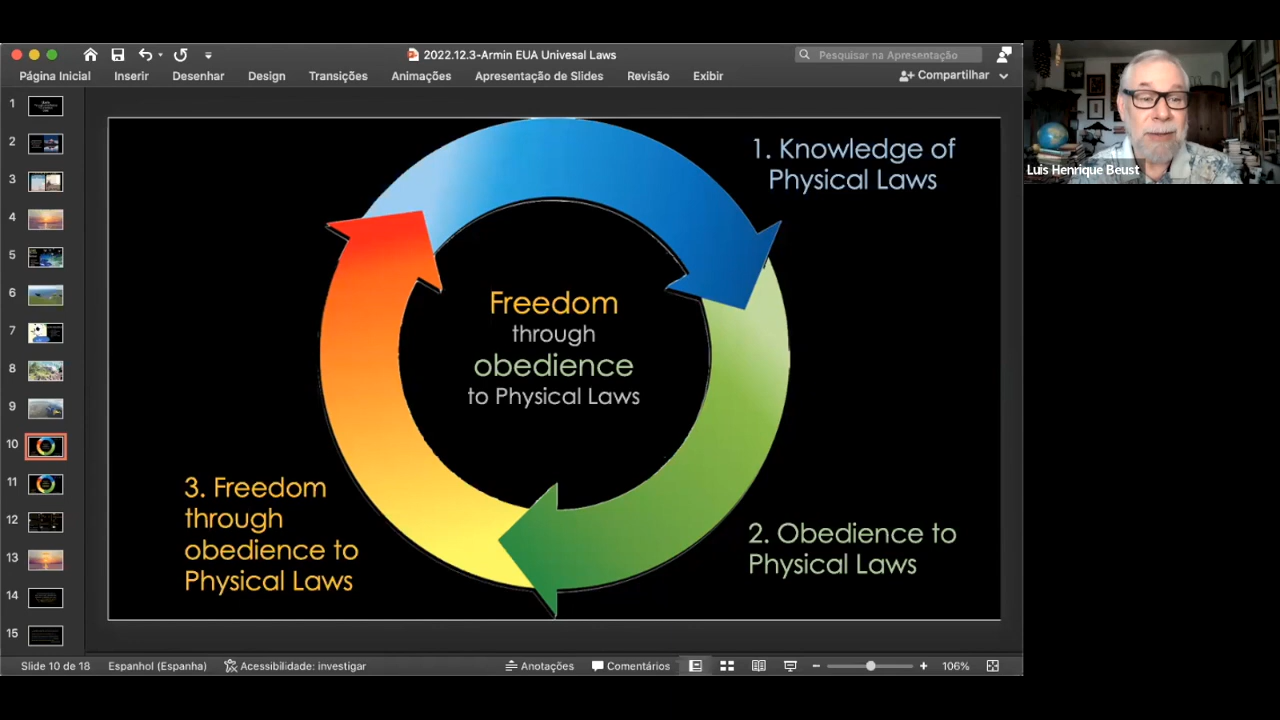 2022.12.3-Armin EUA Univesal Laws
Pesquisar na Apresentação
Página Inicial
Inserir
Desenhar
Design
Transições
Animações
Apresentação de Slides
Revisão
Exibir
Compartilhar
1
2
3
4
5
6
7
8
9
10
11
12
13
14
15
1. Knowledge of
Physical Laws
Freedom
through
obedience
to Physical Laws
3. Freedom
through
obedience to
Physical Laws
2. Obedience to
Physical Laws
Luis Henrique Beust
Slide 10 de 18
Espanhol (Espanha)
Acessibilidade: investigar
Anotações
Comentários
106%